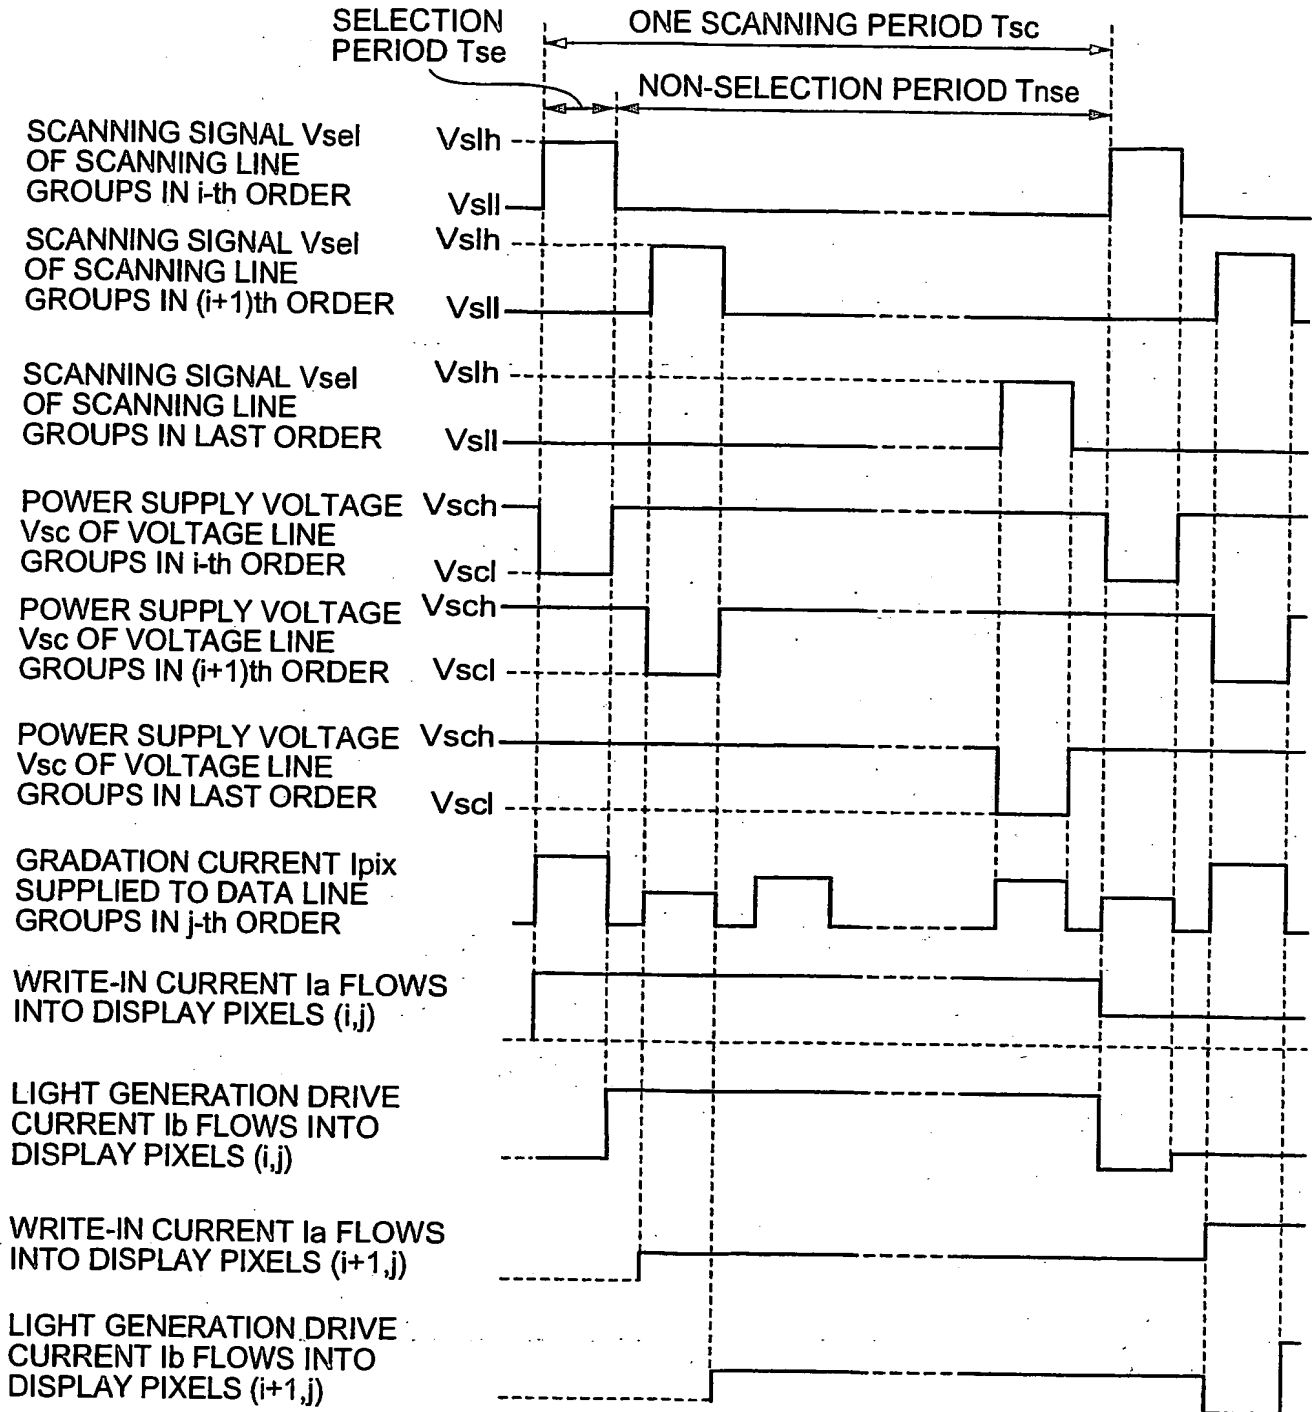 SELECTION
PERIOD Tse
ONE SCANNING PERIOD Tsc
NON-SELECTION PERIOD Tnse
SCANNING SIGNAL Vsel
OF SCANNING LINE
GROUPS IN i-th ORDER
Vslh
Vsll
SCANNING SIGNAL Vsel
OF SCANNING LINE
GROUPS IN (i+1)th ORDER
Vslh
Vsll
SCANNING SIGNAL Vsel
OF SCANNING LINE
GROUPS IN LAST ORDER
Vslh
Vsll
POWER SUPPLY VOLTAGE
Vsc OF VOLTAGE LINE
GROUPS IN i-th ORDER
Vsch
Vscl
POWER SUPPLY VOLTAGE
Vsc OF VOLTAGE LINE
GROUPS IN (i+1)th ORDER
Vsch
Vscl
POWER SUPPLY VOLTAGE
Vsc OF VOLTAGE LINE
GROUPS IN LAST ORDER
Vsch
Vscl
GRADATION CURRENT Ipix
SUPPLIED TO DATA LINE
GROUPS IN j-th ORDER
WRITE-IN CURRENT Ia FLOWS
INTO DISPLAY PIXELS (i,j)
LIGHT GENERATION DRIVE
CURRENT Ib FLOWS INTO
DISPLAY PIXELS (i,j)
WRITE-IN CURRENT Ia FLOWS
INTO DISPLAY PIXELS (i+1,j)
LIGHT GENERATION DRIVE
CURRENT Ib FLOWS INTO
DISPLAY PIXELS (i+1,j)